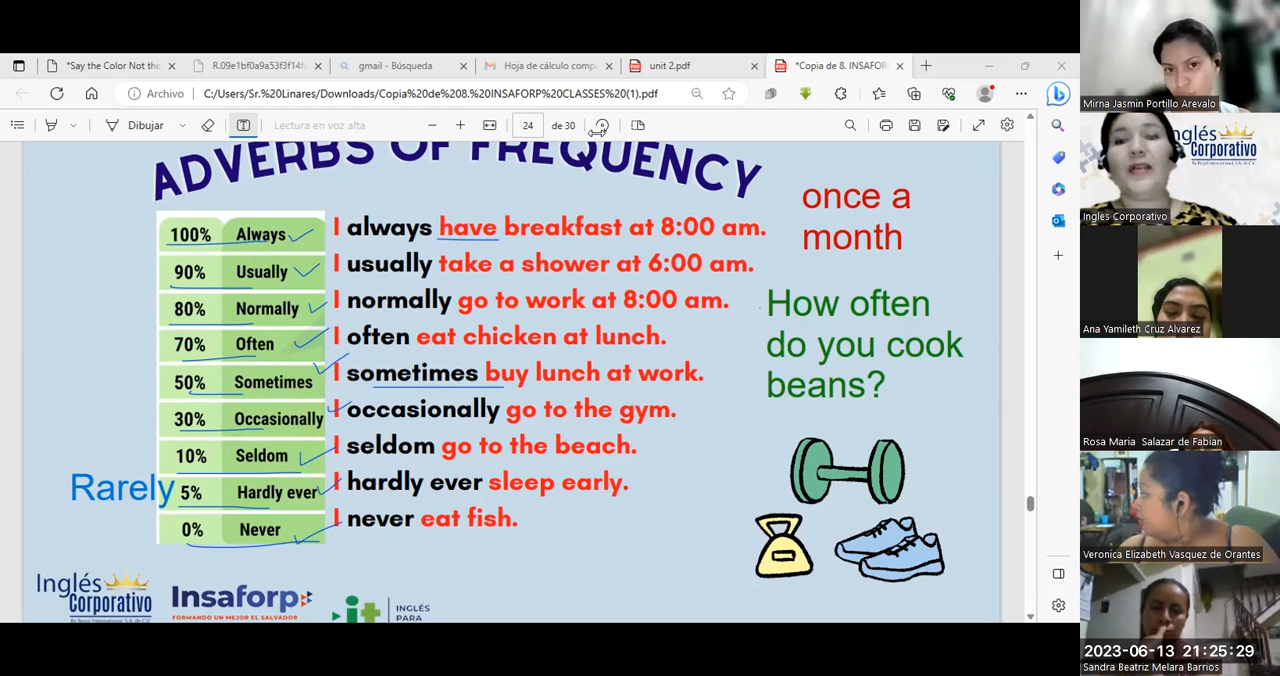 *Say the Color Not the
R.09e1bf0a9a53f3f14f
gmail - Búsqueda
Hoja de cálculo comp
unit 2.pdf
*Copia de 8. INSAFOR
Archivo
C:/Users/Sr.%20Linares/Downloads/Copia%20de%208.%20INSAFORP%20CLASSES%20(1).pdf
Dibujar
Lectura en voz alta
24
de 30
ADVERBS OF FREQUENCY
100% Always I always have breakfast at 8:00 am.
90% Usually I usually take a shower at 6:00 am.
80% Normally I normally go to work at 8:00 am.
70% Often I often eat chicken at lunch.
50% Sometimes I sometimes buy lunch at work.
30% Occasionally I occasionally go to the gym.
10% Seldom I seldom go to the beach.
Rarely 5% Hardly ever I hardly ever sleep early.
0% Never I never eat fish.
once a
month
How often
do you cook
beans?
Inglés
Corporativo
Insaforp
FORMANDO UN MEJOR EL SALVADOR
it
INGLÉS
PARA
Mirna Jasmin Portillo Arevalo
Inglés
Corporativo
Ingles Corporativo
Ana Yamileth Cruz Alvarez
Rosa Maria Salazar de Fabian
Veronica Elizabeth Vasquez de Orantes
2023-06-13 21:25:29
Sandra Beatriz Melara Barrios